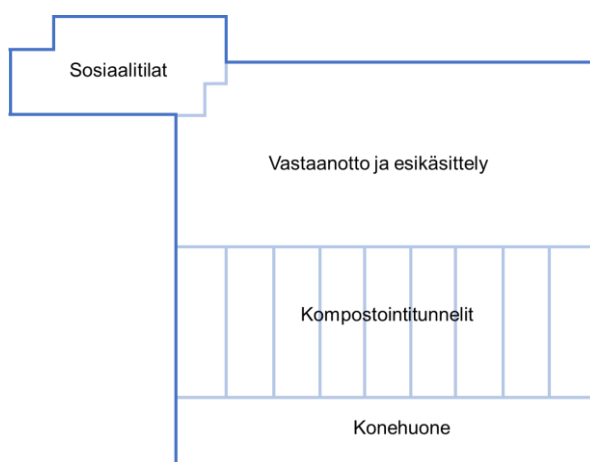 Sosiaalitilat
Vastaanotto ja esikäsittely
Kompostointitunnelit
Konehuone